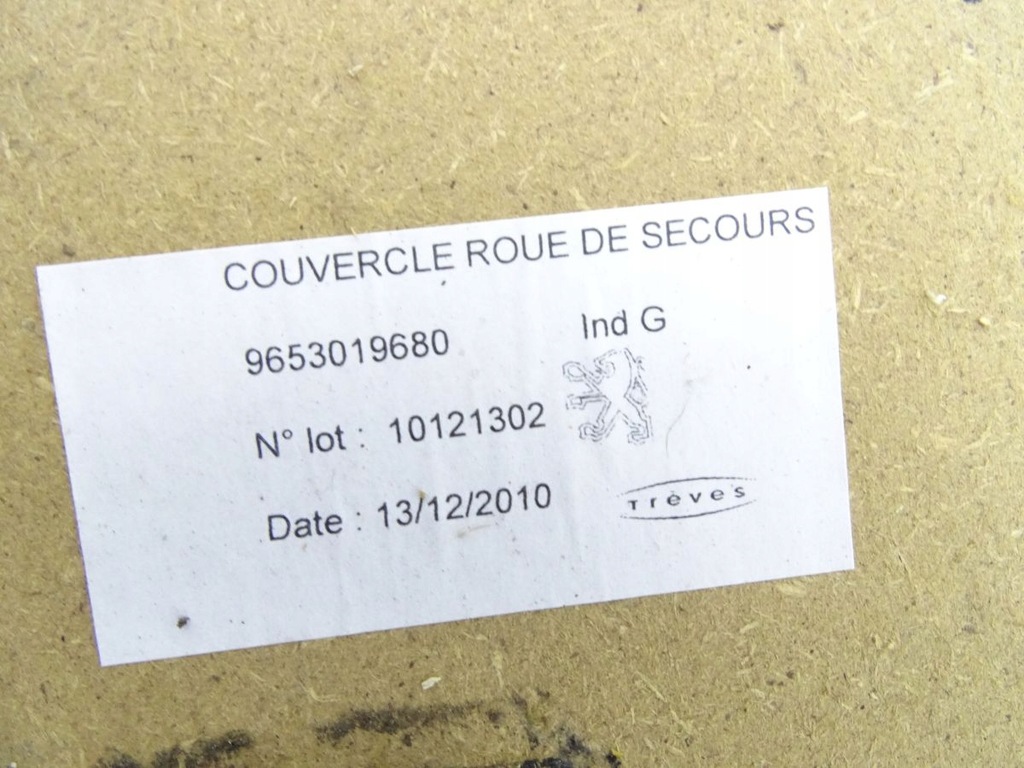 COUVERCLE ROUE DE SECOURS
9653019680 Ind G
N° lot : 10121302
Date : 13/12/2010 Trèves